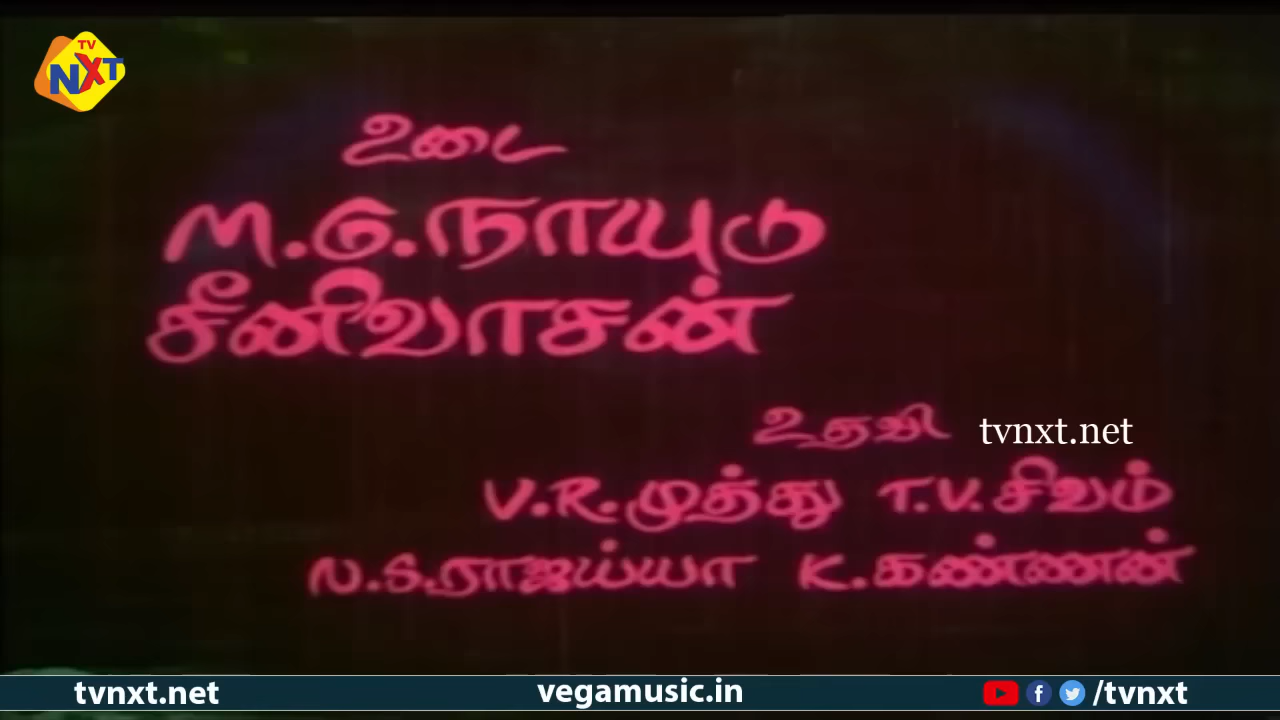 TV
NXT
உடை
M.G.நாயுடு
சீனிவாசன்
உதவி
tvnxt.net
V.R.முத்து T.V.சிவம்
N.S.ராஜய்யா K.கண்ணன்
tvnxt.net vegamusic.in /tvnxt